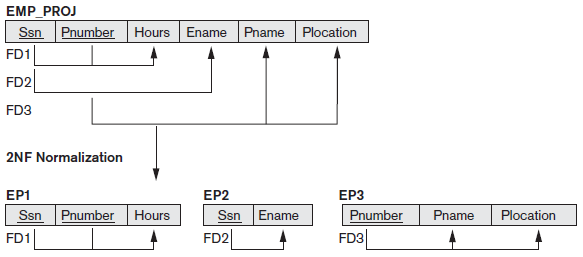 EMP_PROJ
Ssn Pnumber Hours Ename Pname Plocation
FD1
FD2
FD3
2NF Normalization
EP1 EP2 EP3
Ssn Pnumber Hours Ssn Ename Pnumber Pname Plocation
FD1 FD2 FD3